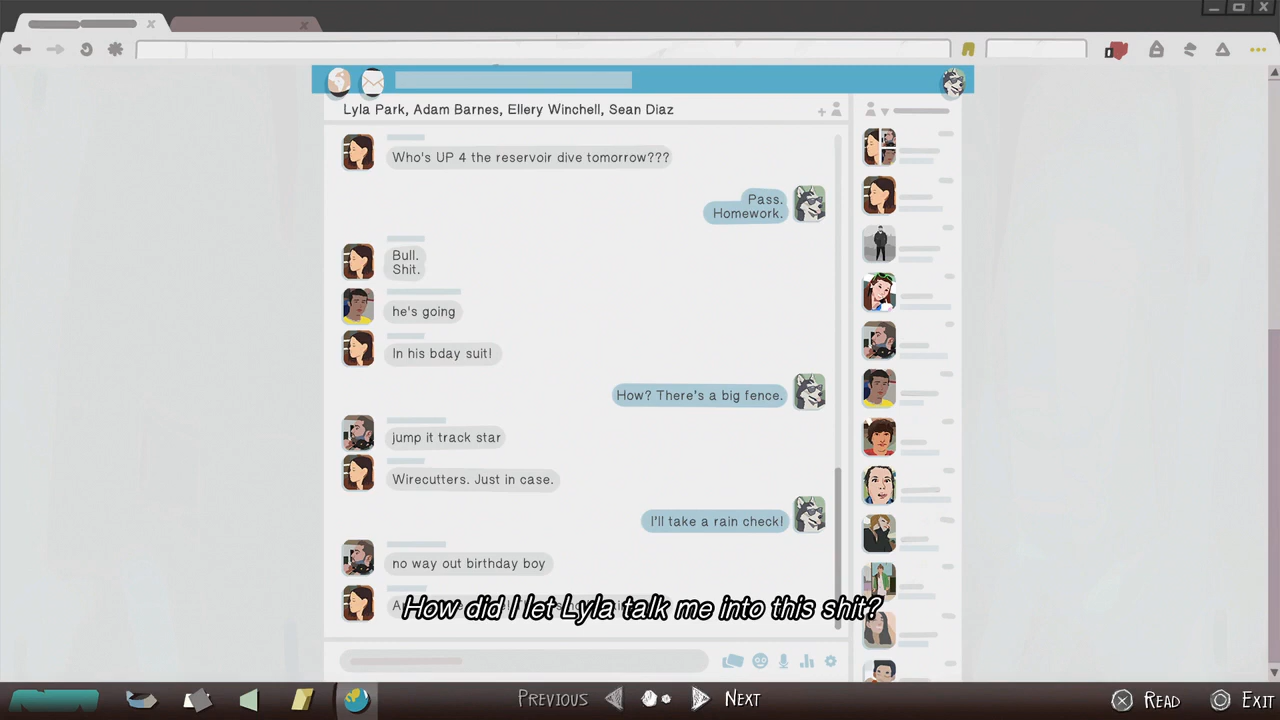 Lyla Park, Adam Barnes, Ellery Winchell, Sean Diaz
Who's UP 4 the reservoir dive tomorrow???
Pass.
Homework.
Bull.
Shit.
he's going
In his bday suit!
How? There's a big fence.
jump it track star
Wirecutters. Just in case.
I'll take a rain check!
no way out birthday boy
How did I let Lyla talk me into this shit?
PREVIOUS
NEXT
READ
EXIT